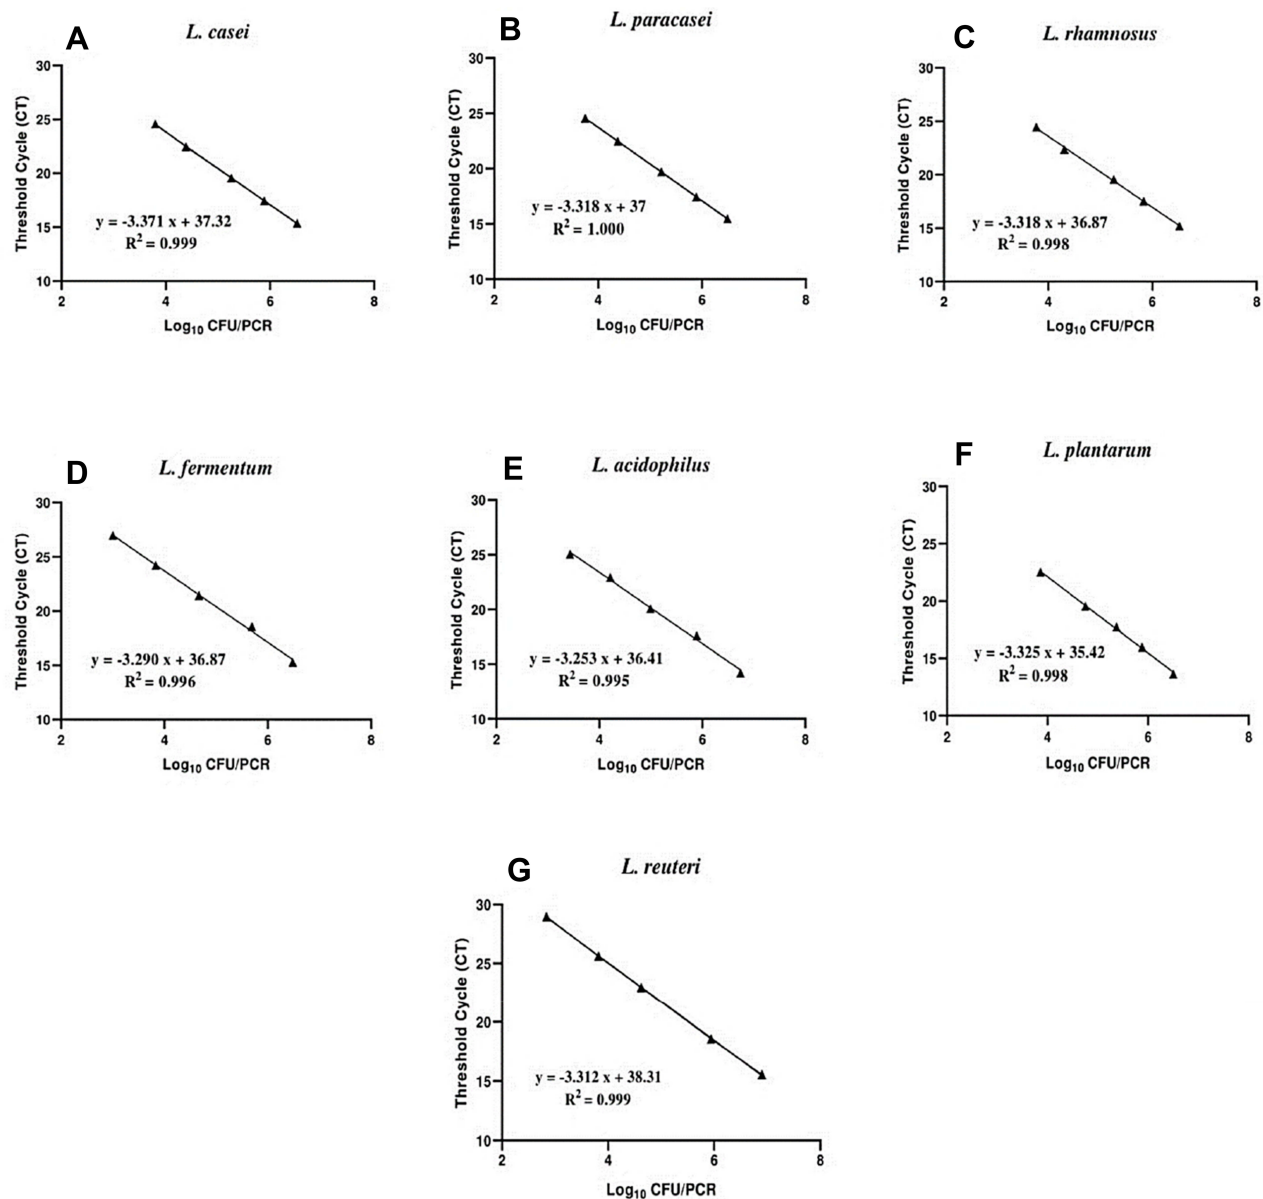 A
L. casei
30
25
20
15
10
Threshold Cycle (CT)
y = -3.371 x + 37.32
R² = 0.999
2 4 6 8
Log₁₀ CFU/PCR
B
L. paracasei
30
25
20
15
10
Threshold Cycle (CT)
y = -3.318 x + 37
R² = 1.000
2 4 6 8
Log₁₀ CFU/PCR
C
L. rhamnosus
30
25
20
15
10
Threshold Cycle (CT)
y = -3.318 x + 36.87
R² = 0.998
2 4 6 8
Log₁₀ CFU/PCR
D
L. fermentum
30
25
20
15
10
Threshold Cycle (CT)
y = -3.290 x + 36.87
R² = 0.996
2 4 6 8
Log₁₀ CFU/PCR
E
L. acidophilus
30
25
20
15
10
Threshold Cycle (CT)
y = -3.253 x + 36.41
R² = 0.995
2 4 6 8
Log₁₀ CFU/PCR
F
L. plantarum
30
25
20
15
10
Threshold Cycle (CT)
y = -3.325 x + 35.42
R² = 0.998
2 4 6 8
Log₁₀ CFU/PCR
G
L. reuteri
30
25
20
15
10
Threshold Cycle (CT)
y = -3.312 x + 38.31
R² = 0.999
2 4 6 8
Log₁₀ CFU/PCR